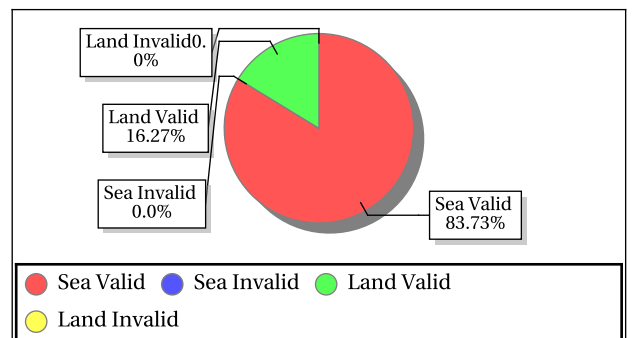 Land Invalid0.
0%
Land Valid
16.27%
Sea Invalid
0.0%
Sea Valid
83.73%
Sea Valid Sea Invalid Land Valid
Land Invalid